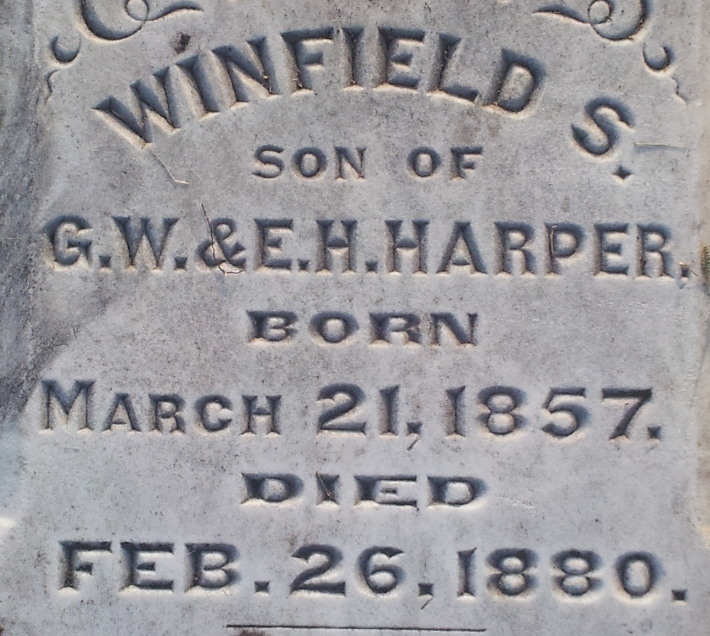 WINFIELD S.
SON OF
G.W. & E.H. HARPER,
BORN
MARCH 21, 1857.
DIED
FEB. 26, 1880.